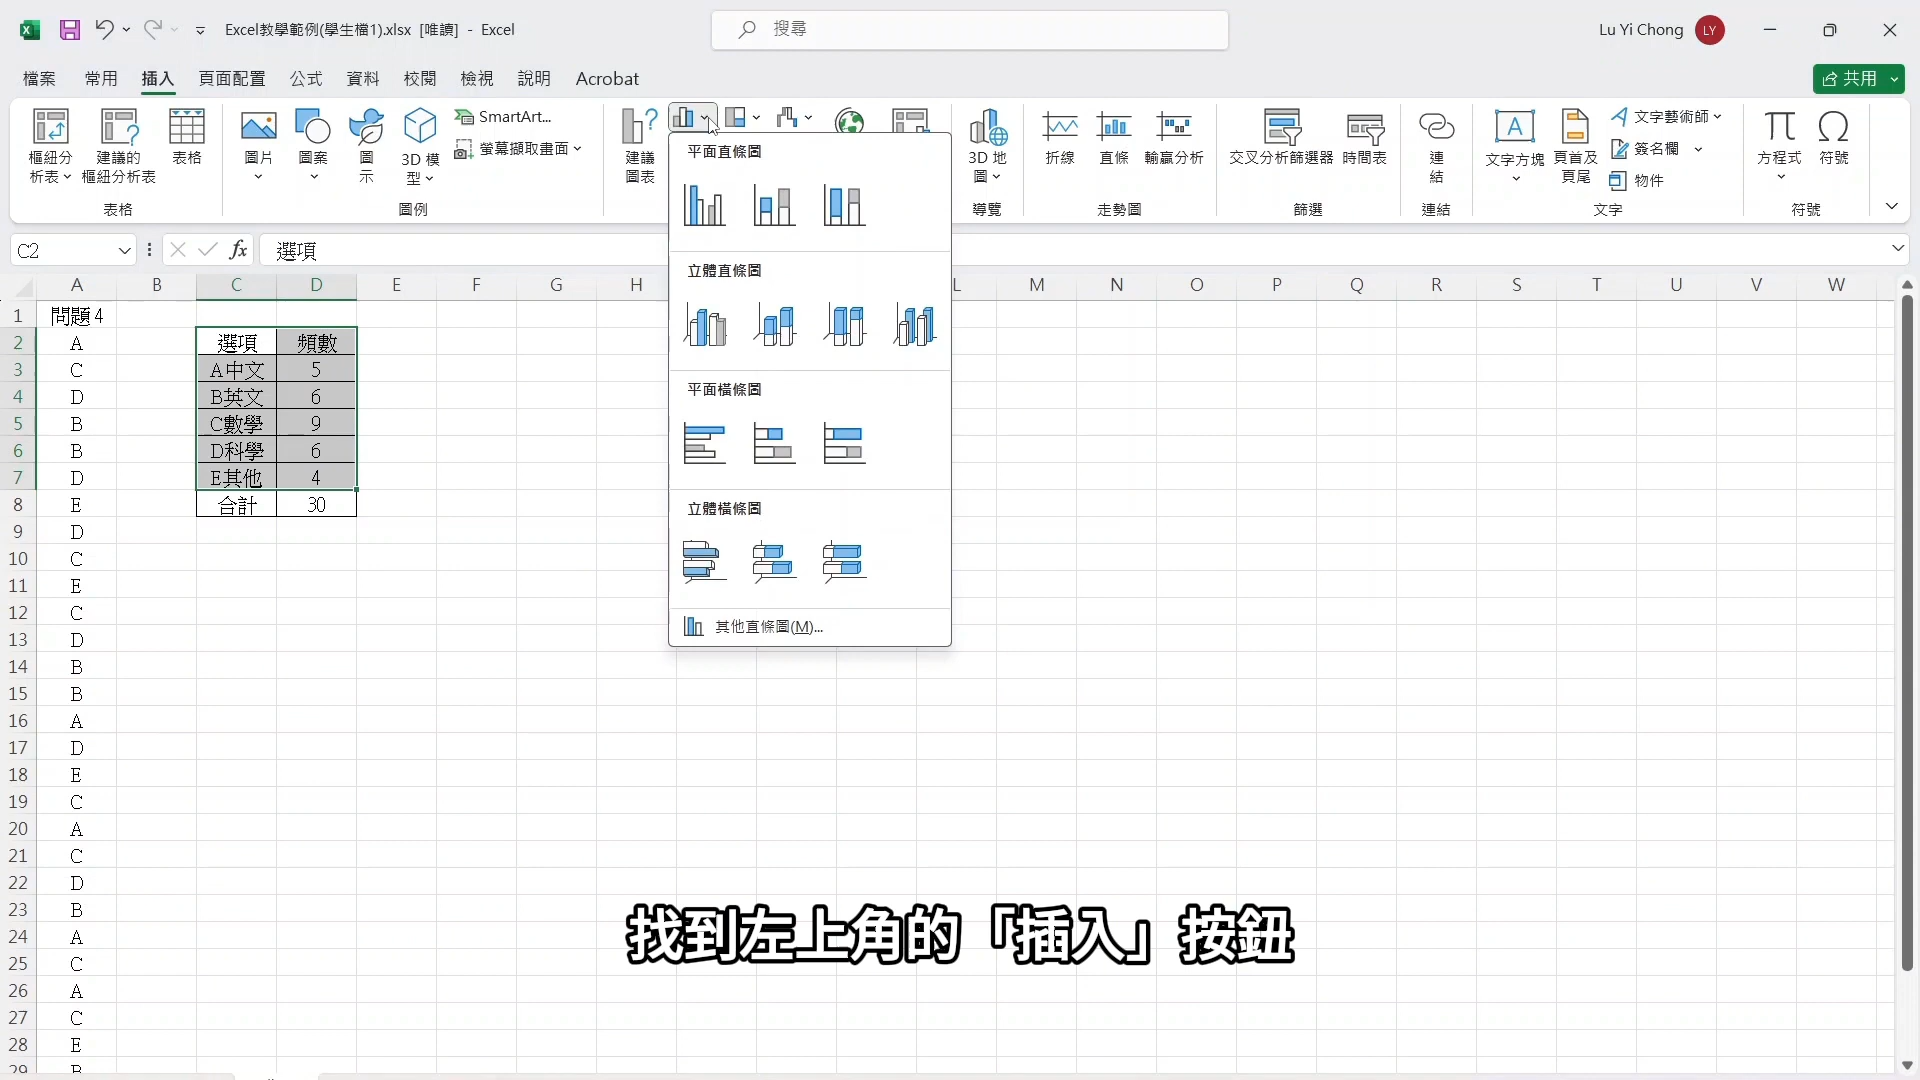 Excel教學範例(學生檔1).xlsx [唯讀] - Excel
搜尋
Lu Yi Chong
LY
檔案 常用 插入 頁面配置 公式 資料 校閱 檢視 說明 Acrobat
共用
樞紐分析表
建議的樞紐分析表
表格
表格
圖片
圖案
圖示
3D 模型
SmartArt...
螢幕擷取畫面
圖例
建議圖表
3D 地圖
導覽
折線
直條
輸贏分析
走勢圖
交叉分析篩選器
時間表
篩選
連結
連結
文字方塊
頁首及頁尾
文字藝術師
簽名欄
物件
文字
方程式
符號
符號
C2
fx
選項
平面直條圖
立體直條圖
平面橫條圖
立體橫條圖
其他直條圖(M)...
A B C D E F G H L M N O P Q R S T U V W
1 問題4
2 A 選項 頻數
3 C A中文 5
4 D B英文 6
5 B C數學 9
6 B D科學 6
7 D E其他 4
8 E 合計 30
9 D
10 C
11 E
12 C
13 D
14 B
15 B
16 A
17 D
18 E
19 C
20 A
21 C
22 D
23 B
24 A
25 C
26 A
27 C
28 E
29 B
找到左上角的「插入」按鈕